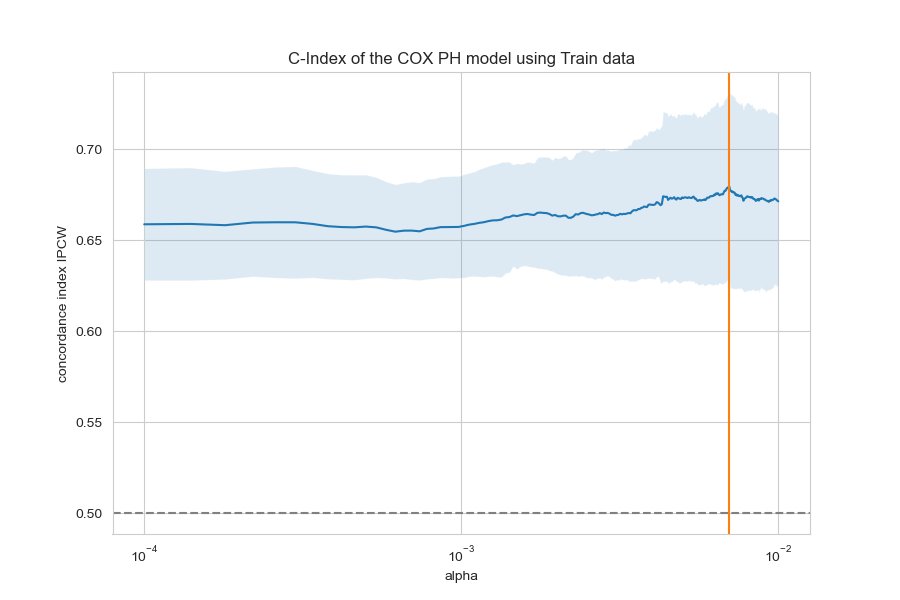 C-Index of the COX PH model using Train data
concordance index IPCW
0.70
0.65
0.60
0.55
0.50
10⁻⁴ 10⁻³ 10⁻²
alpha